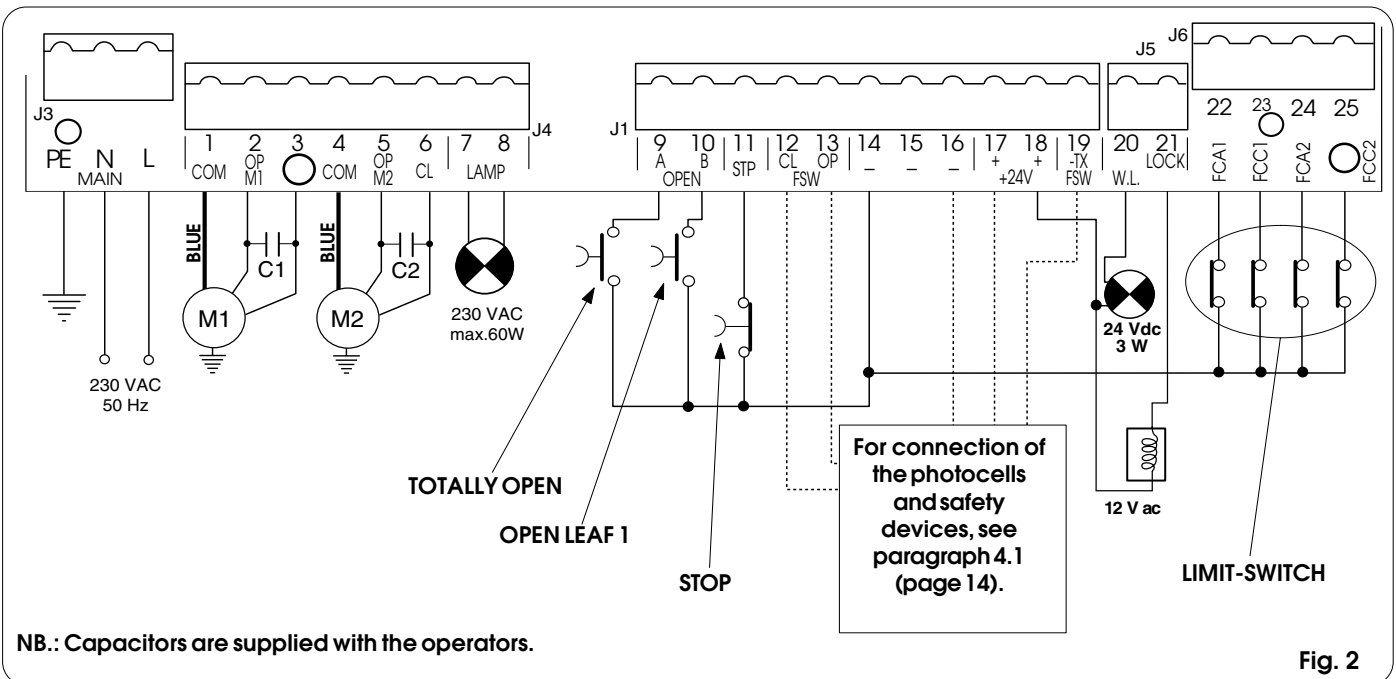 J3
PE N L
MAIN
1 2 3 4 5 6 7 8
J4
COM OP M1 COM OP M2 CL LAMP
J1
9 10 11 12 13 14 15 16 17 18 19
A B STP CL OP – – – + + -TX
OPEN FSW +24V FSW
J5
20 21
W.L. LOCK
J6
22 23 24 25
FCA1 FCC1 FCA2 FCC2
BLUE
C1
M1
BLUE
C2
M2
230 VAC
max.60W
230 VAC
50 Hz
24 Vdc
3 W
12 V ac
TOTALLY OPEN
OPEN LEAF 1
STOP
For connection of
the photocells
and safety
devices, see
paragraph 4.1
(page 14).
LIMIT-SWITCH
NB.: Capacitors are supplied with the operators.
Fig. 2